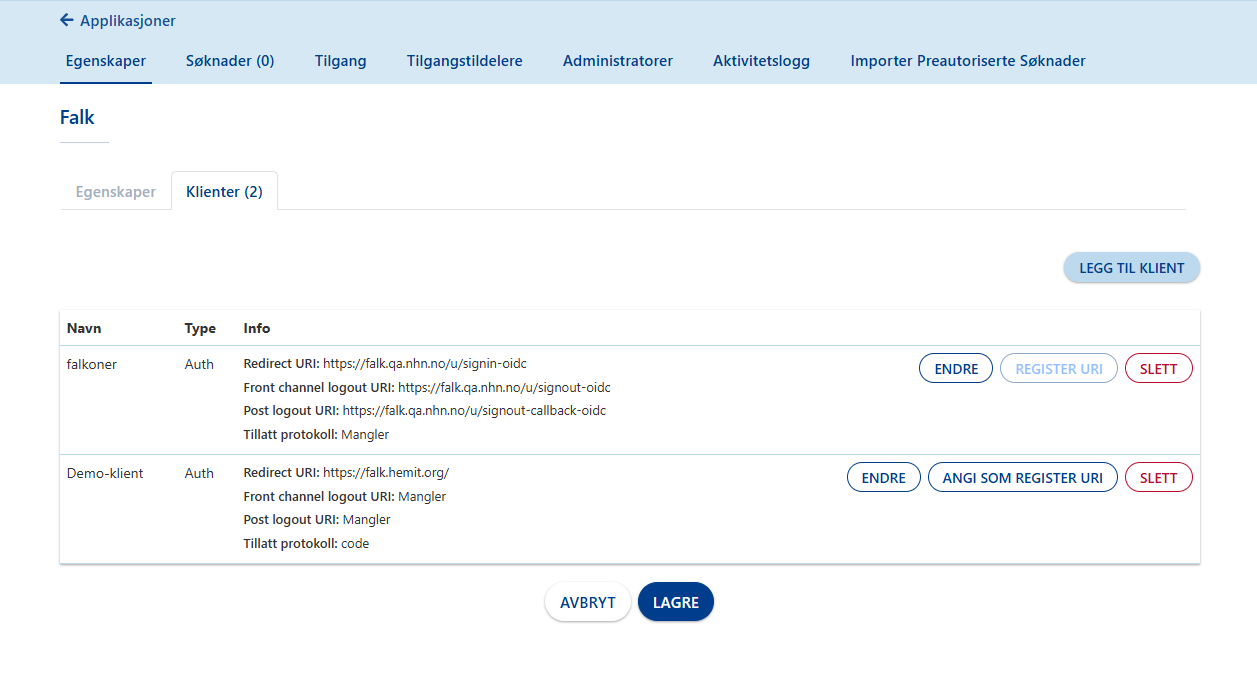 Applikasjoner
Egenskaper Søknader (0) Tilgang Tilgangstildelere Administratorer Aktivitetslogg Importer Preautoriserte Søknader
Falk
Egenskaper Klienter (2)
LEGG TIL KLIENT
Navn Type Info
falkoner Auth Redirect URI: https://falk.qa.nhn.no/u/signin-oidc ENDRE REGISTER URI SLETT
Front channel logout URI: https://falk.qa.nhn.no/u/signout-oidc
Post logout URI: https://falk.qa.nhn.no/u/signout-callback-oidc
Tillatt protokoll: Mangler
Demo-klient Auth Redirect URI: https://falk.hemit.org/ ENDRE ANGI SOM REGISTER URI SLETT
Front channel logout URI: Mangler
Post logout URI: Mangler
Tillatt protokoll: code
AVBRYT LAGRE